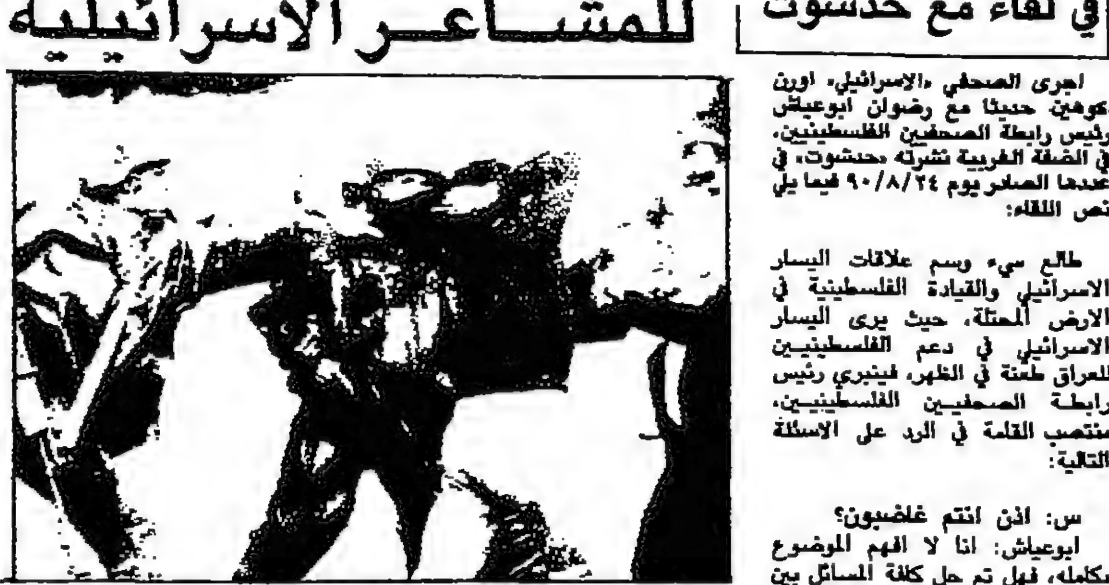 في لقاء مع حدشوت
للمشاعر الاسرائيلية
اجرى الصحفي «الاسرائيلي» اورن
كوهين حديثا مع رضوان ابوعياش
رئيس رابطة الصحفيين الفلسطينيين،
في الضفة الغربية نشرته «حدشوت» في
عددها الصادر يوم ٩٠/٨/٢٤ فيما يلي
نص اللقاء:
طالع سيء وسم علاقات اليسار
الاسرائيلي والقيادة الفلسطينية في
الارض المحتلة، حيث يرى اليسار
الاسرائيلي في دعم الفلسطينيين
للعراق طعنة في الظهر، فينبري رئيس
رابطة الصحفيين الفلسطينيين،
منتصب القامة في الرد على الاسئلة
التالية:
س: اذن انتم غاضبون؟
ابوعياش: انا لا افهم الموضوع
بكامله، فهل تم حل كافة المسائل بين